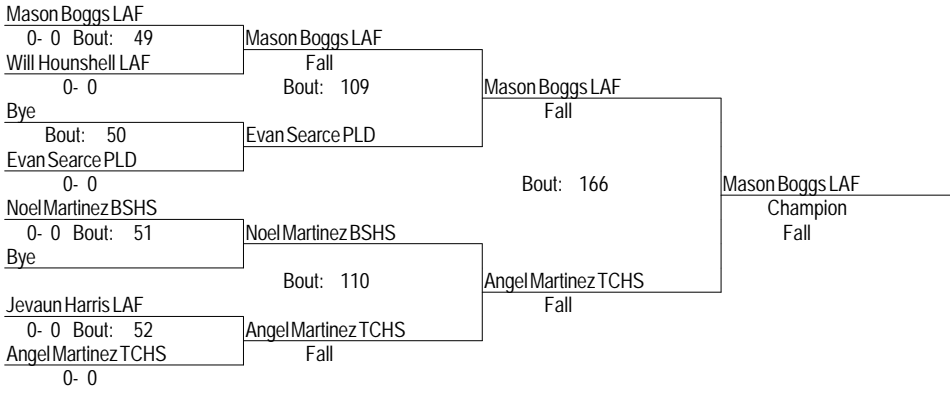 Mason Boggs LAF
0- 0 Bout: 49
Mason Boggs LAF
Will Hounshell LAF
Fall
0- 0
Bout: 109
Mason Boggs LAF
Bye
Fall
Bout: 50
Evan Searce PLD
Evan Searce PLD
0- 0
Bout: 166
Mason Boggs LAF
Noel Martinez BSHS
Champion
0- 0 Bout: 51
Noel Martinez BSHS
Fall
Bye
Bout: 110
Angel Martinez TCHS
Jevaun Harris LAF
Fall
0- 0 Bout: 52
Angel Martinez TCHS
Angel Martinez TCHS
Fall
0- 0